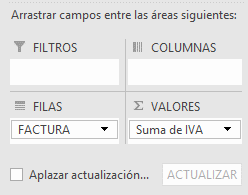 Arrastrar campos entre las áreas siguientes:
FILTROS
COLUMNAS
FILAS
VALORES
FACTURA
Suma de IVA
Aplazar actualización...
ACTUALIZAR